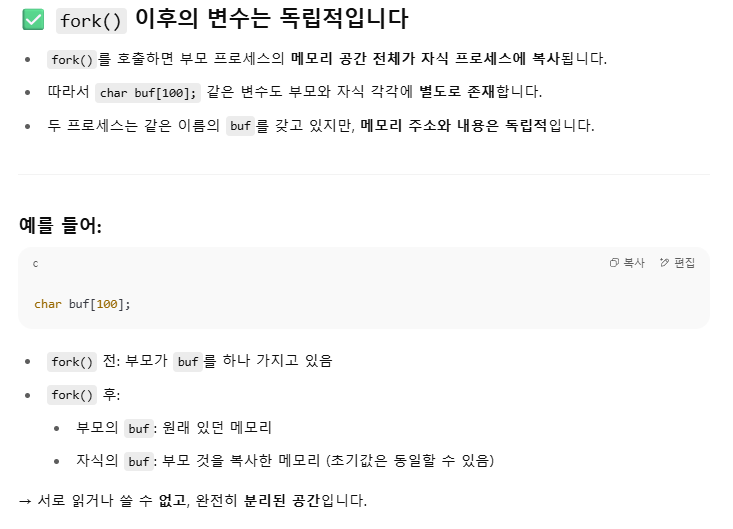 ✅ fork() 이후의 변수는 독립적입니다
• fork()를 호출하면 부모 프로세스의 메모리 공간 전체가 자식 프로세스에 복사됩니다.
• 따라서 char buf[100]; 같은 변수도 부모와 자식 각각에 별도로 존재합니다.
• 두 프로세스는 같은 이름의 buf를 갖고 있지만, 메모리 주소와 내용은 독립적입니다.
예를 들어:
c 복사 편집
char buf[100];
• fork() 전: 부모가 buf를 하나 가지고 있음
• fork() 후:
• 부모의 buf: 원래 있던 메모리
• 자식의 buf: 부모 것을 복사한 메모리 (초기값은 동일할 수 있음)
→ 서로 읽거나 쓸 수 없고, 완전히 분리된 공간입니다.